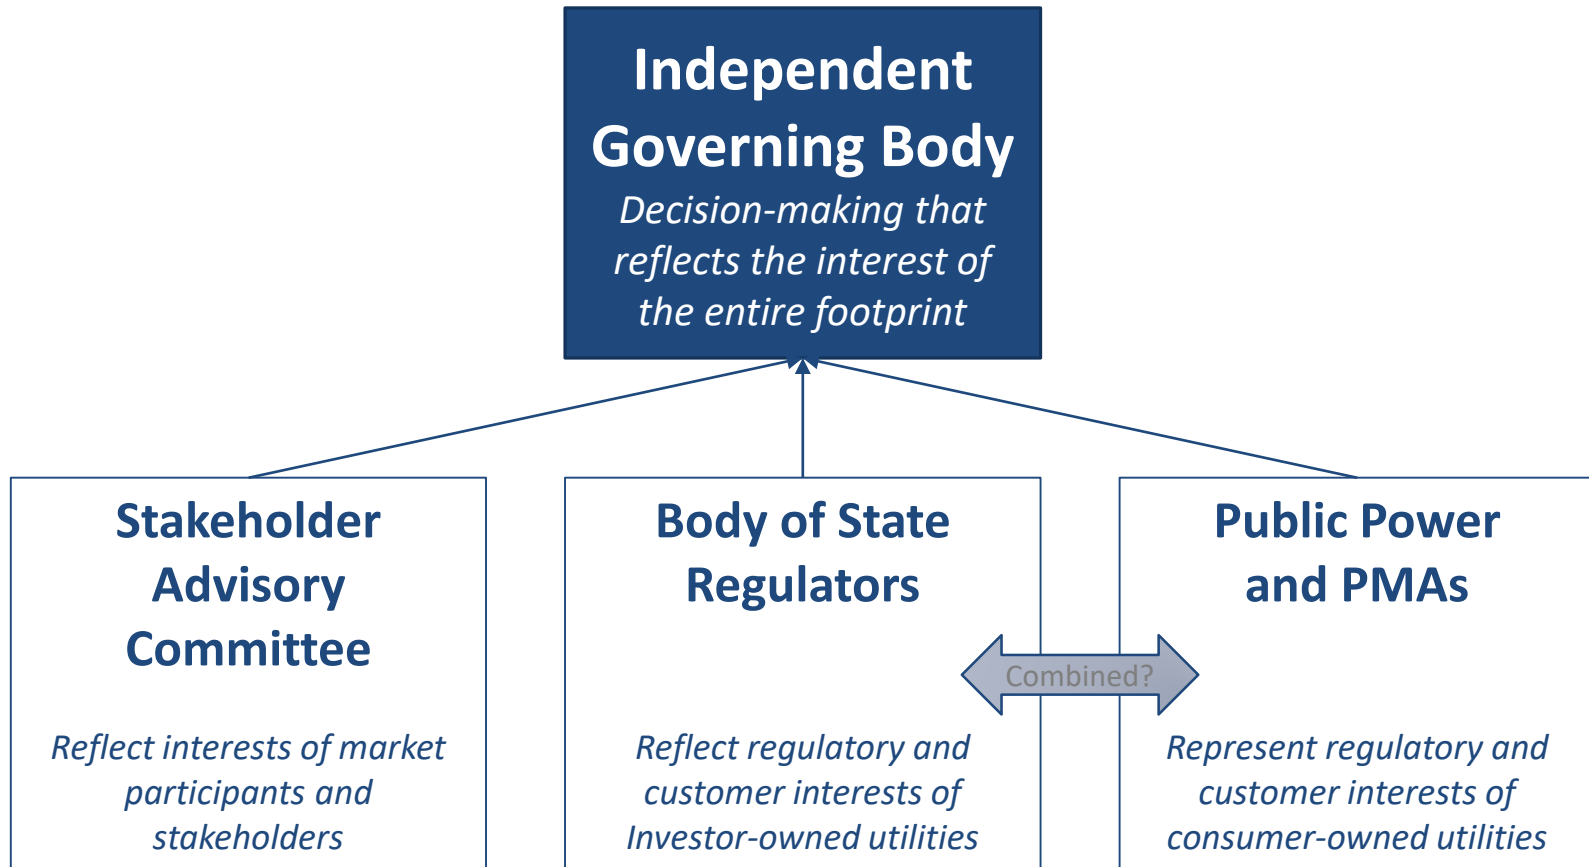 Independent
Governing Body
Decision-making that
reflects the interest of
the entire footprint
Stakeholder
Advisory
Committee
Reflect interests of market
participants and
stakeholders
Body of State
Regulators
Reflect regulatory and
customer interests of
Investor-owned utilities
Combined?
Public Power
and PMAs
Represent regulatory and
customer interests of
consumer-owned utilities